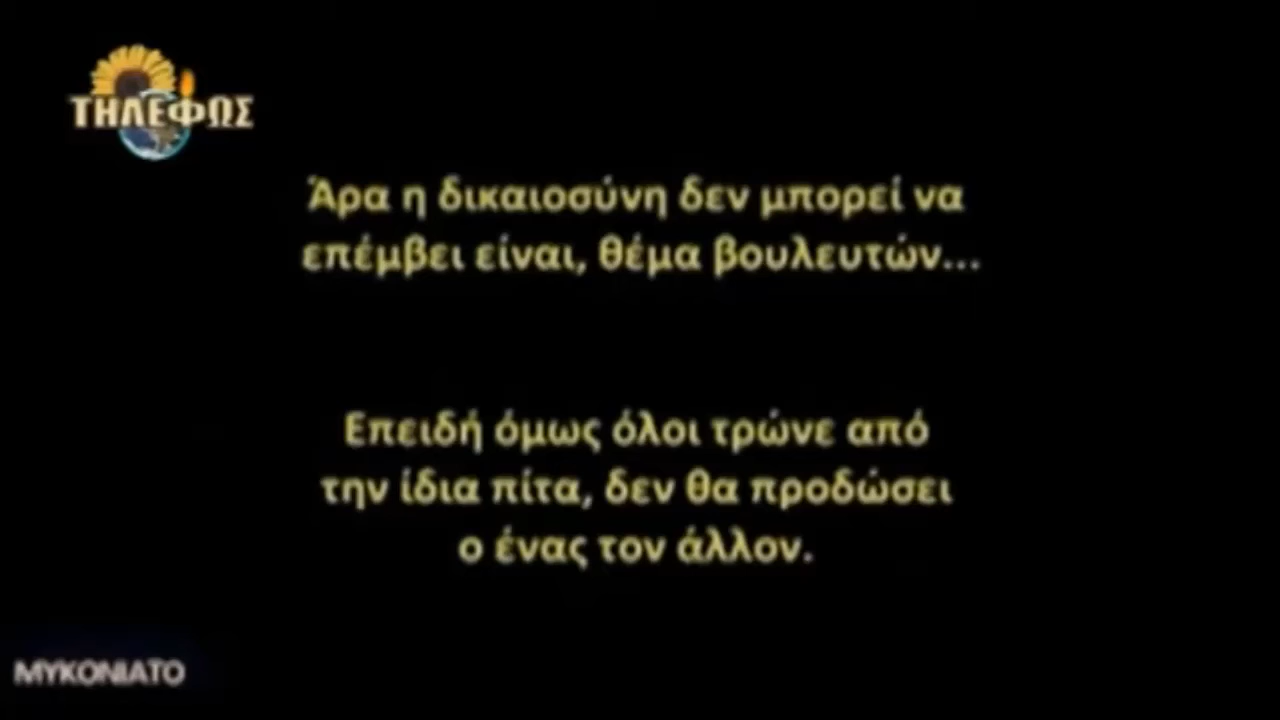 ΤΗΛΕΦΩΣ
Άρα η δικαιοσύνη δεν μπορεί να
επέμβει είναι, θέμα βουλευτών...
Επειδή όμως όλοι τρώνε από
την ίδια πίτα, δεν θα προδώσει
ο ένας τον άλλον.
MYKONIATO